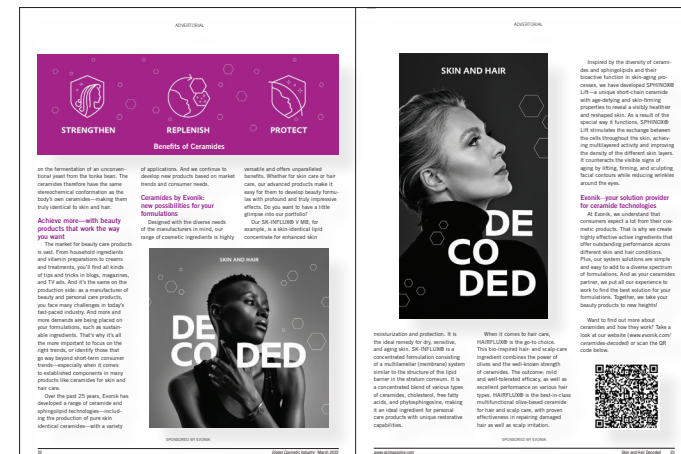 ADVERTORIAL
STRENGTHEN
REPLENISH
PROTECT
Benefits of Ceramides
on the fermentation of an unconven-
tional yeast from the tonka bean. The
ceramides therefore have the same
stereochemical conformation as the
body's own ceramides—making them
truly identical to skin and hair.
Achieve more—with beauty
products that work the way
you want
The market for beauty care products
is vast. From household ingredients
and vitamin preparations to creams
and treatments, you'll find all kinds
of tips and tricks in blogs, magazines,
and TV ads. And it's the same on the
production side: as a manufacturer of
beauty and personal care products,
you face many challenges in today's
fast-paced industry. And more and
more demands are being placed on
your formulations, such as sustain-
able ingredients. That's why it's all
the more important to focus on the
right trends, or identify those that
go way beyond short-term consumer
trends—especially when it comes
to established components in many
products like ceramides for skin and
hair care.
Over the past 25 years, Evonik has
developed a range of ceramide and
sphingolipid technologies—includ-
ing the production of pure skin
identical ceramides—with a variety
of applications. And we continue to
develop new products based on market
trends and consumer needs.
Ceramides by Evonik:
new possibilities for your
formulations
Designed with the diverse needs
of the manufacturers in mind, our
range of cosmetic ingredients is highly
versatile and offers unparalleled
benefits. Whether for skin care or hair
care, our advanced products make it
easy for them to develop beauty formu-
las with profound and truly impressive
effects. Do you want to have a little
glimpse into our portfolio?
Our SK-INFLUX® V MB, for
example, is a skin-identical lipid
concentrate for enhanced skin
SKIN AND HAIR
DE
CO DED
SPONSORED BY EVONIK
22
Global Cosmetic Industry | March 2022
ADVERTORIAL
SKIN AND HAIR
DE
CO
DED
moisturization and protection. It is
the ideal remedy for dry, sensitive,
and aging skin. SK-INFLUX® is a
concentrated formulation consisting
of a multilamellar (membrane) system
similar to the structure of the lipid
barrier in the stratum corneum. It is
a concentrated blend of various types
of ceramides, cholesterol, free fatty
acids, and phytosphingosine, making
it an ideal ingredient for personal
care products with unique restorative
capabilities.
When it comes to hair care,
HAIRFLUX® is the go-to choice.
This bio-inspired hair- and scalp-care
ingredient combines the power of
olives and the well-known strength
of ceramides. The outcome: mild
and well-tolerated efficacy, as well as
excellent performance on various hair
types. HAIRFLUX® is the best-in-class
multifunctional olive-based ceramide
for hair and scalp care, with proven
effectiveness in repairing damaged
hair as well as scalp irritation.
Inspired by the diversity of cerami-
des and sphingolipids and their
bioactive function in skin-aging pro-
cesses, we have developed SPHINOX®
Lift—a unique short-chain ceramide
with age-defying and skin-firming
properties to reveal a visibly healthier
and reshaped skin. As a result of the
special way it functions, SPHINOX®
Lift stimulates the exchange between
the cells throughout the skin, achiev-
ing multilayered activity and improving
the density of the different skin layers.
It counteracts the visible signs of
aging by lifting, firming, and sculpting
facial contours while reducing wrinkles
around the eyes.
Evonik—your solution provider
for ceramide technologies
At Evonik, we understand that
consumers expect a lot from their cos-
metic products. That is why we create
highly effective active ingredients that
offer outstanding performance across
different skin and hair conditions.
Plus, our system solutions are simple
and easy to add to a diverse spectrum
of formulations. And as your ceramides
partner, we put all our experience to
work to find the best solution for your
formulations. Together, we take your
beauty products to new heights!
Want to find out more about
ceramides and how they work? Take a
look at our website (www.evonik.com/
ceramides-decoded) or scan the QR
code below.
SPONSORED BY EVONIK
www.gcimagazine.com
Skin and Hair Decoded
23